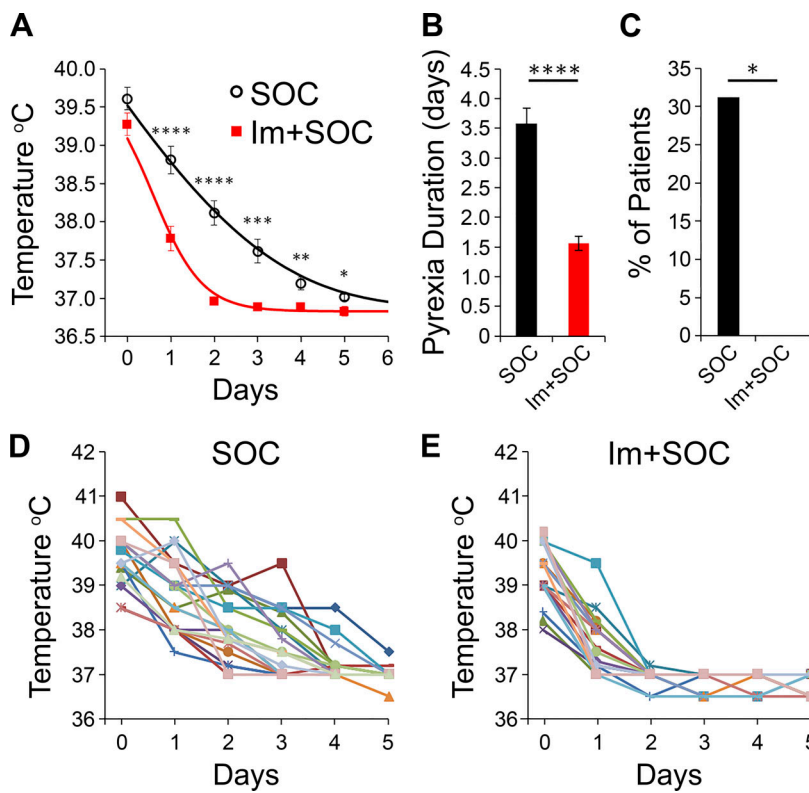 A
B
C
40.0
39.5
39.0
38.5
38.0
37.5
37.0
36.5
Temperature °C
SOC
Im+SOC
****
****
***
**
*
0 1 2 3 4 5 6
Days
4.5
4.0
3.5
3.0
2.5
2.0
1.5
1.0
0.5
0
Pyrexia Duration (days)
****
SOC
Im+SOC
35
30
25
20
15
10
5
0
% of Patients
*
SOC
Im+SOC
D
SOC
42
41
40
39
38
37
36
Temperature °C
0 1 2 3 4 5
Days
E
Im+SOC
42
41
40
39
38
37
36
Temperature °C
0 1 2 3 4 5
Days